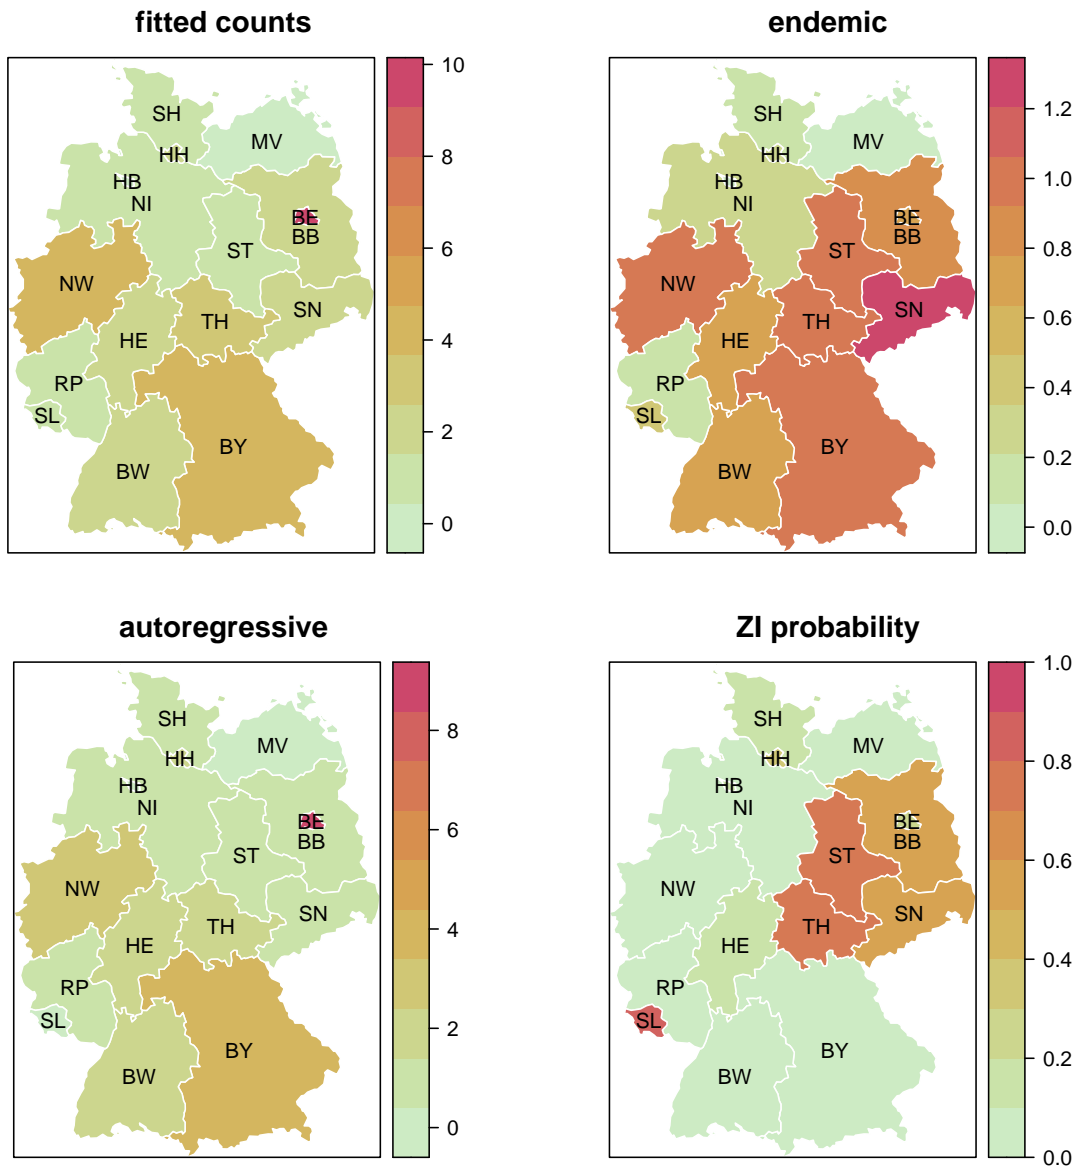 fitted counts
SH
MV
HH
HB
NI
BE
BB
ST
NW
SN
TH
HE
RP
SL
BY
BW
10
8
6
4
2
0
endemic
SH
MV
HH
HB
NI
BE
BB
ST
NW
SN
TH
HE
RP
SL
BY
BW
1.2
1.0
0.8
0.6
0.4
0.2
0.0
autoregressive
SH
MV
HH
HB
NI
BE
BB
ST
NW
SN
TH
HE
RP
SL
BY
BW
8
6
4
2
0
ZI probability
SH
MV
HH
HB
NI
BE
BB
ST
NW
SN
TH
HE
RP
SL
BY
BW
1.0
0.8
0.6
0.4
0.2
0.0